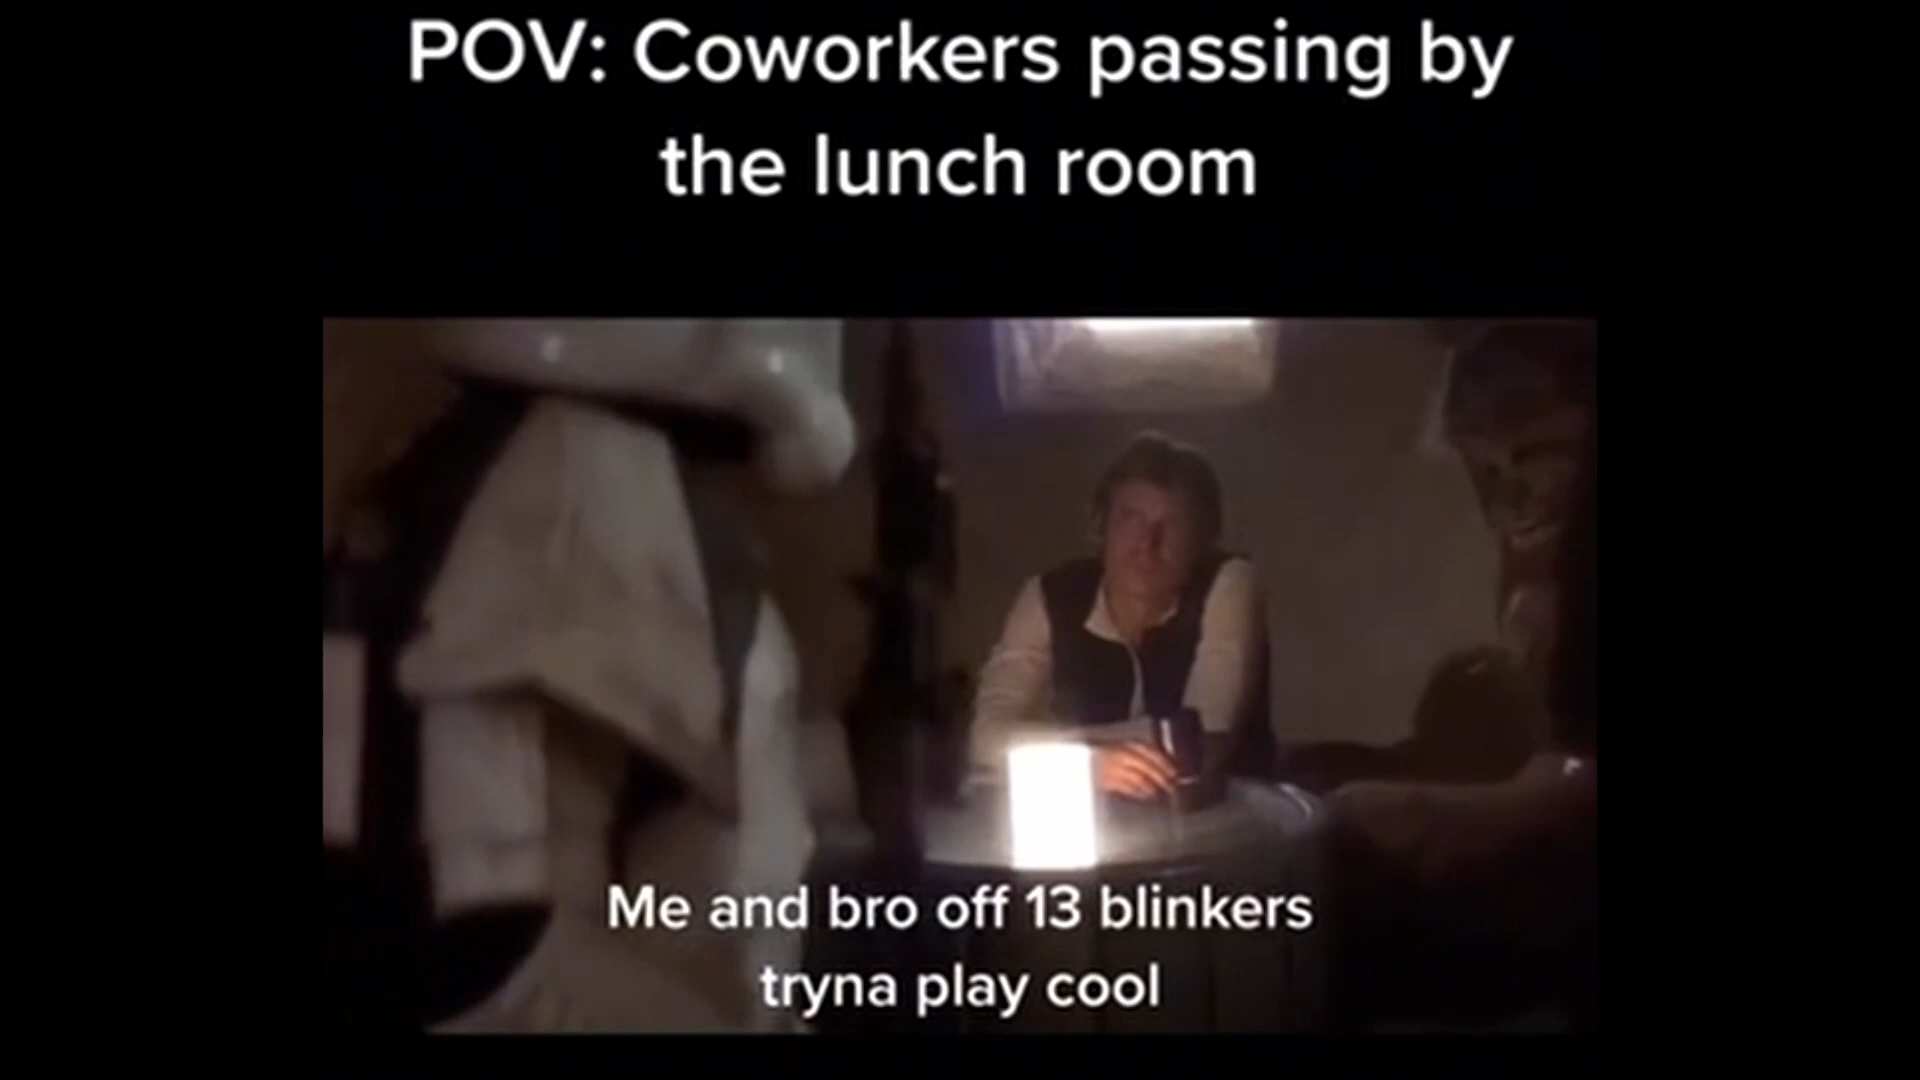 POV: Coworkers passing by
the lunch room
Me and bro off 13 blinkers
tryna play cool